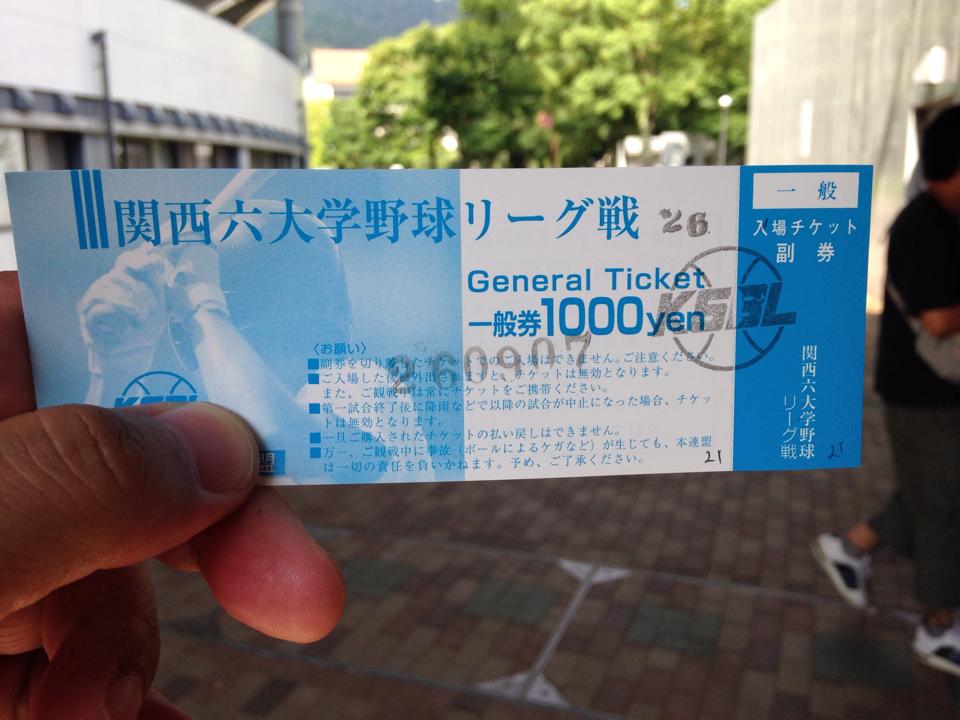 関西六大学野球リーグ戦 26
General Ticket
一般券1000yen
KSBL
260907
〈お願い〉
■副券を切り離したチケットでのご入場はできません。ご注意ください。
■ご入場した後、外出されますと、チケットは無効となります。
また、ご観戦中は常にチケットをご携帯ください。
■第一試合終了後に降雨などで以降の試合が中止になった場合、チケッ
トは無効となります。
■一旦ご購入されたチケットの払い戻しはできません。
■万一、ご観戦中に事故（ボールによるケガなど）が生じても、本連盟
は一切の責任を負いかねます。予め、ご了承ください。
21
KSBL
盟
一般
入場チケット
副券
関西六大学野球
リーグ戦
21